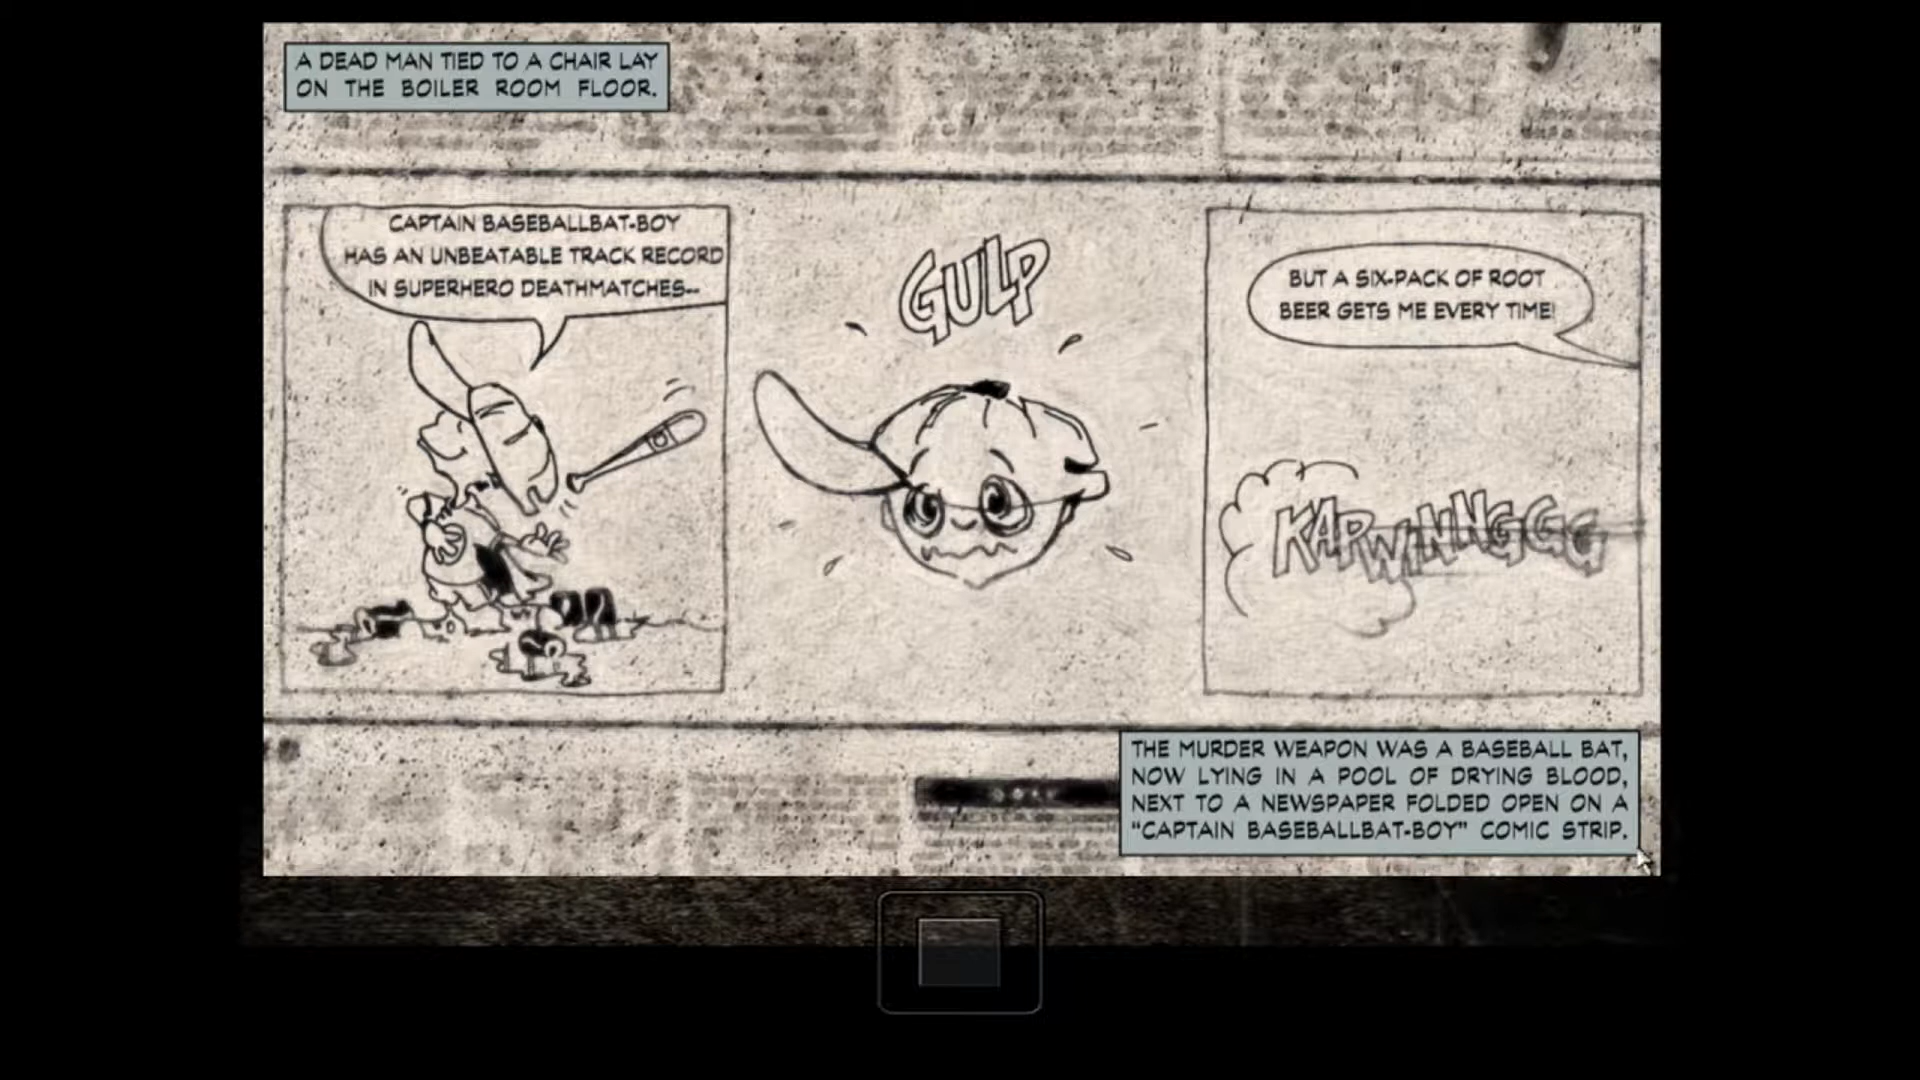 A DEAD MAN TIED TO A CHAIR LAY
ON THE BOILER ROOM FLOOR.
CAPTAIN BASEBALLBAT-BOY
HAS AN UNBEATABLE TRACK RECORD
IN SUPERHERO DEATHMATCHES--
GULP
BUT A SIX-PACK OF ROOT
BEER GETS ME EVERY TIME!
KAPWINNGGG
THE MURDER WEAPON WAS A BASEBALL BAT,
NOW LYING IN A POOL OF DRYING BLOOD,
NEXT TO A NEWSPAPER FOLDED OPEN ON A
"CAPTAIN BASEBALLBAT-BOY" COMIC STRIP.